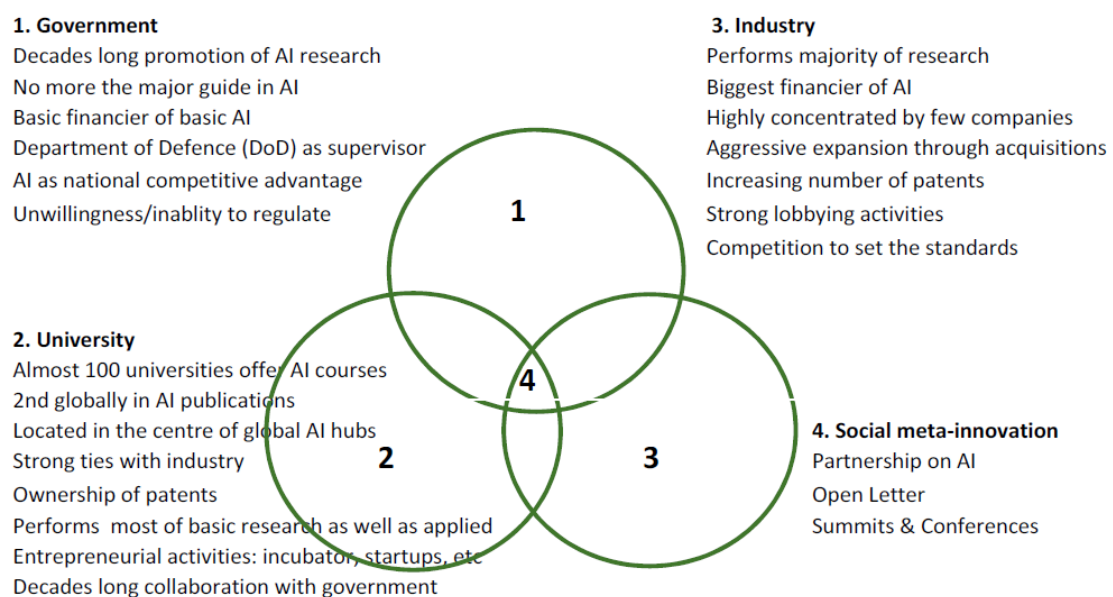 1. Government
Decades long promotion of AI research
No more the major guide in AI
Basic financier of basic AI
Department of Defence (DoD) as supervisor
AI as national competitive advantage
Unwillingness/inablity to regulate
3. Industry
Performs majority of research
Biggest financier of AI
Highly concentrated by few companies
Aggressive expansion through acquisitions
Increasing number of patents
Strong lobbying activities
Competition to set the standards
1
2. University
Almost 100 universities offer AI courses
2nd globally in AI publications
Located in the centre of global AI hubs
Strong ties with industry
Ownership of patents
Performs most of basic research as well as applied
Entrepreneurial activities: incubator, startups, etc
Decades long collaboration with government
4
2
3
4. Social meta-innovation
Partnership on AI
Open Letter
Summits & Conferences